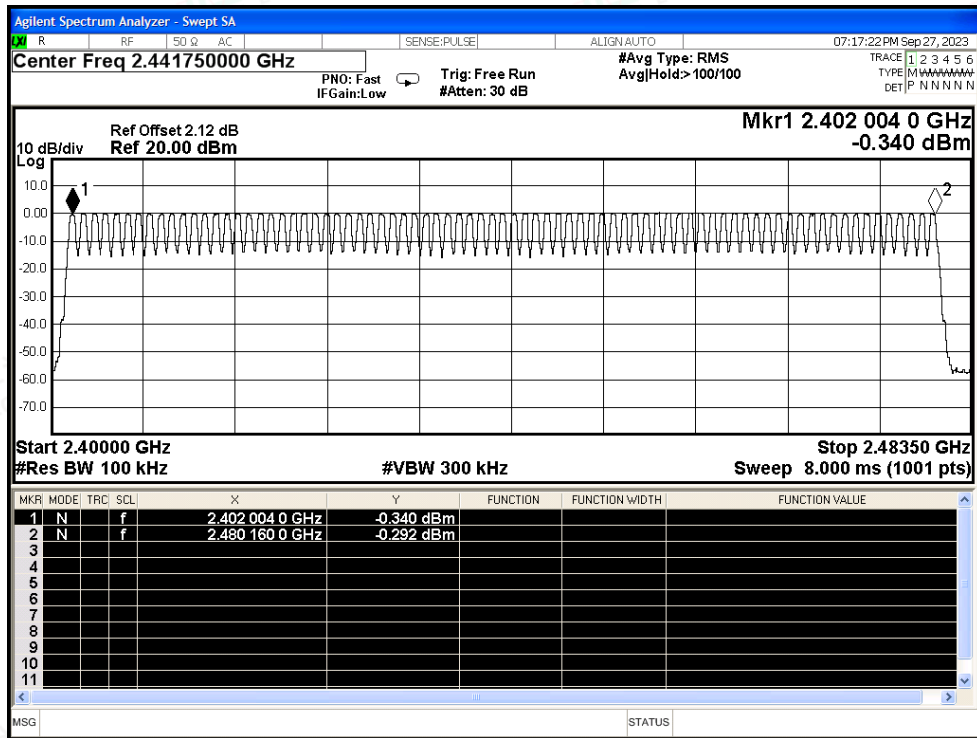 Agilent Spectrum Analyzer - Swept SA
LXI R RF 50 Ω AC SENSE:PULSE ALIGN AUTO 07:17:22 PM Sep 27, 2023
Center Freq 2.441750000 GHz
PNO: Fast
IFGain:Low
Trig: Free Run
#Atten: 30 dB
#Avg Type: RMS
Avg|Hold:>100/100
TRACE 1 2 3 4 5 6
TYPE M W W W W W
DET P N N N N N
10 dB/div
Log
Ref Offset 2.12 dB
Ref 20.00 dBm
Mkr1 2.402 004 0 GHz
-0.340 dBm
1
2
10.0
0.00
-10.0
-20.0
-30.0
-40.0
-50.0
-60.0
-70.0
Start 2.40000 GHz Stop 2.48350 GHz
#Res BW 100 kHz #VBW 300 kHz Sweep 8.000 ms (1001 pts)
MKR MODE TRC SCL X Y FUNCTION FUNCTION WIDTH FUNCTION VALUE
1 N f 2.402 004 0 GHz -0.340 dBm
2 N f 2.480 160 0 GHz -0.292 dBm
3
4
5
6
7
8
9
10
11
MSG STATUS